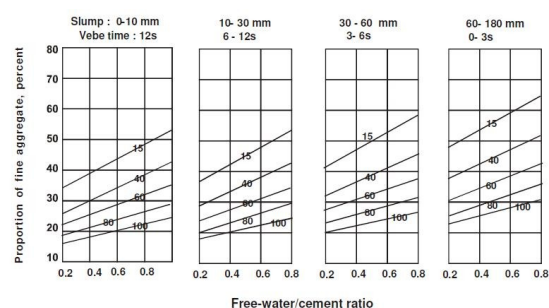 Slump : 0-10 mm
Vebe time : 12s
10- 30 mm
6 - 12s
30 - 60 mm
3- 6s
60- 180 mm
0- 3s
Proportion of fine aggregate, percent
80
70
60
50
40
30
20
10
15
40
60
80
100
15
40
60
80
100
15
40
60
80
100
15
40
60
80
100
0.2 0.4 0.6 0.8
0.2 0.4 0.6 0.8
0.2 0.4 0.6 0.8
0.2 0.4 0.6 0.8
Free-water/cement ratio